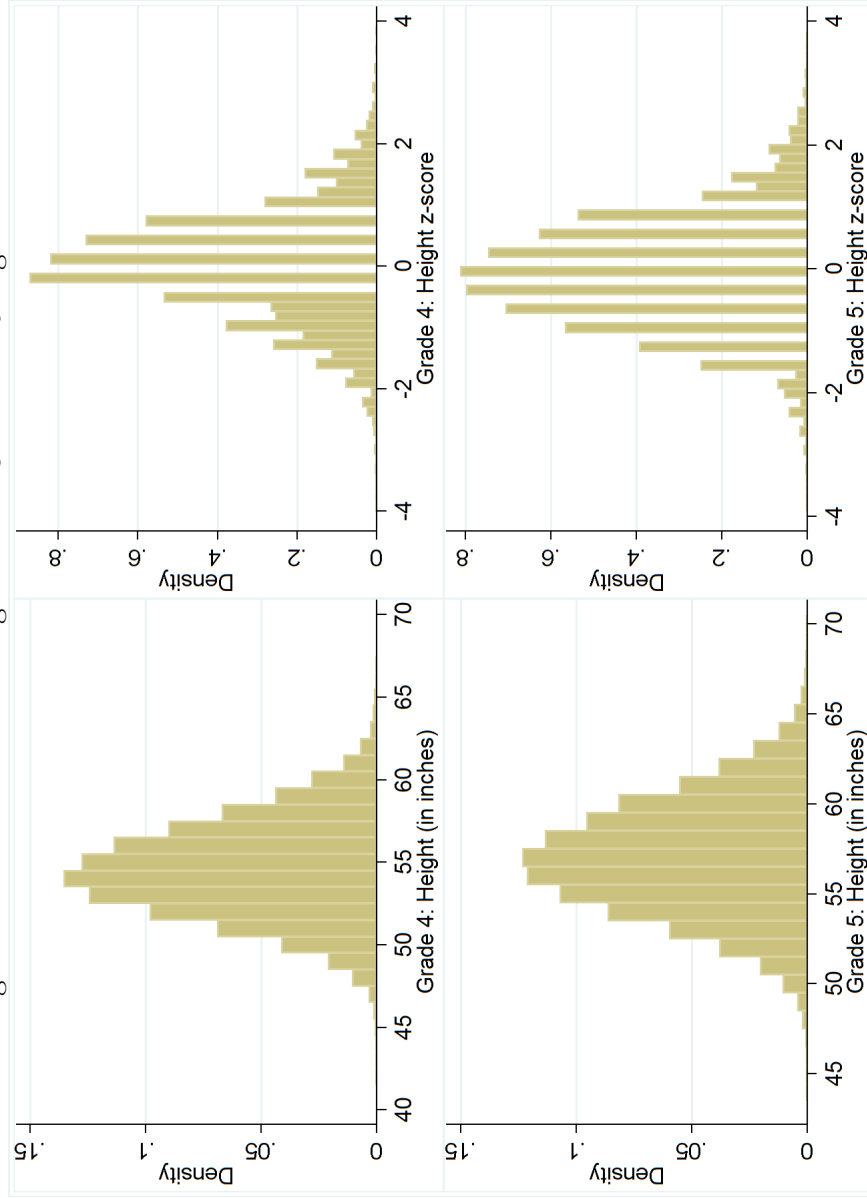 Density
0 .05 .1 .15
40 45 50 55 60 65 70
Grade 4: Height (in inches)
Density
0 .2 .4 .6 .8
-4 -2 0 2 4
Grade 4: Height z-score
Density
0 .05 .1 .15
45 50 55 60 65 70
Grade 5: Height (in inches)
Density
0 .2 .4 .6 .8
-4 -2 0 2 4
Grade 5: Height z-score